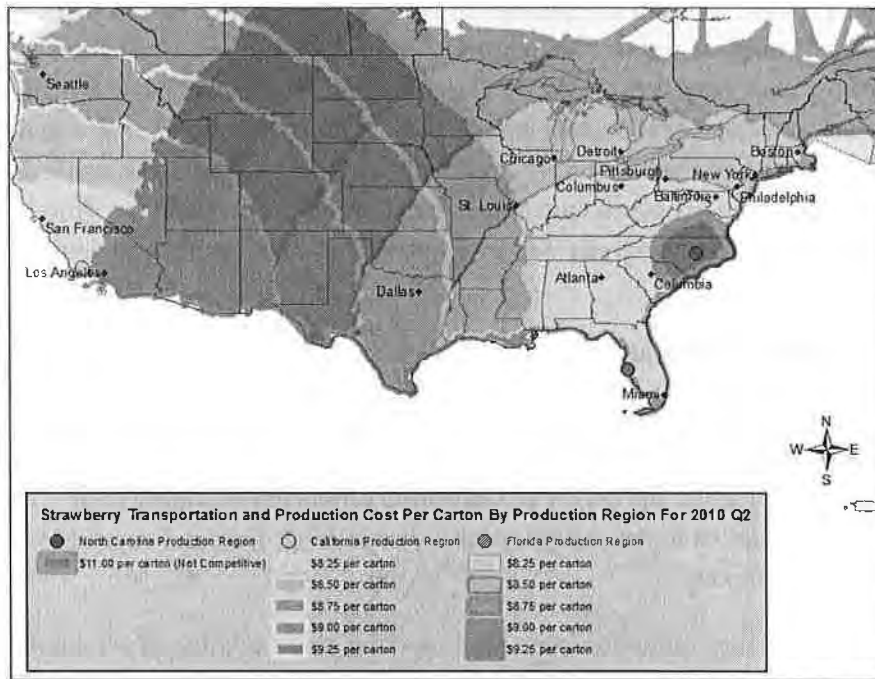 Seattle
Boston
Chicago
Detroit
Pittsburgh
New York
Columbus
Philadelphia
Baltimore
St. Louis
San Francisco
Los Angeles
Atlanta
Columbia
Dallas
Miami
N
W E
S
Strawberry Transportation and Production Cost Per Carton By Production Region For 2010 Q2
North Carolina Production Region
California Production Region
Florida Production Region
$11.00 per carton (Not Competitive)
$8.25 per carton
$8.25 per carton
$8.50 per carton
$8.50 per carton
$8.75 per carton
$8.75 per carton
$9.00 per carton
$9.00 per carton
$9.25 per carton
$9.25 per carton